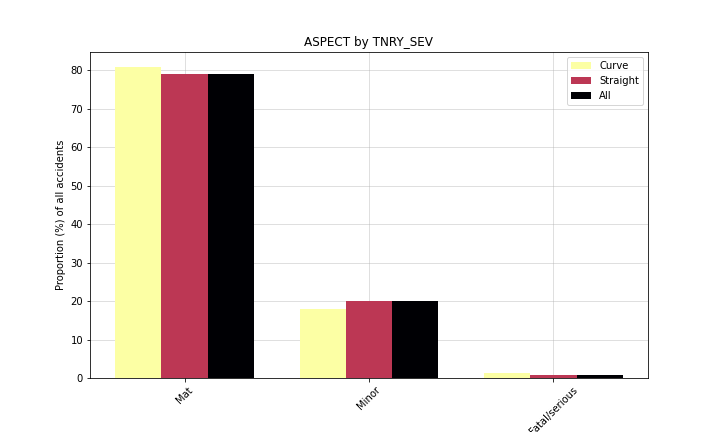 ASPECT by TNRY_SEV
Curve
Straight
All
Proportion (%) of all accidents
80
70
60
50
40
30
20
10
0
Mat
Minor
Fatal/serious